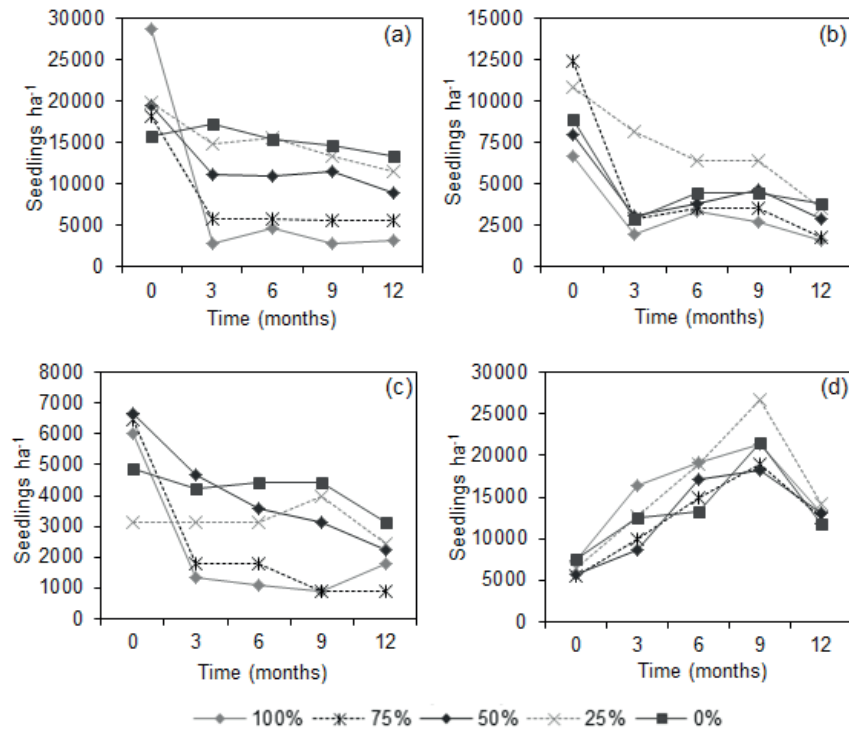 (a)
30000
25000
20000
15000
10000
5000
0
Seedlings ha-1
0 3 6 9 12
Time (months)
(b)
15000
12500
10000
7500
5000
2500
0
Seedlings ha-1
0 3 6 9 12
Time (months)
(c)
8000
7000
6000
5000
4000
3000
2000
1000
0
Seedlings ha-1
0 3 6 9 12
Time (months)
(d)
30000
25000
20000
15000
10000
5000
0
Seedlings ha-1
0 3 6 9 12
Time (months)
100% 75% 50% 25% 0%